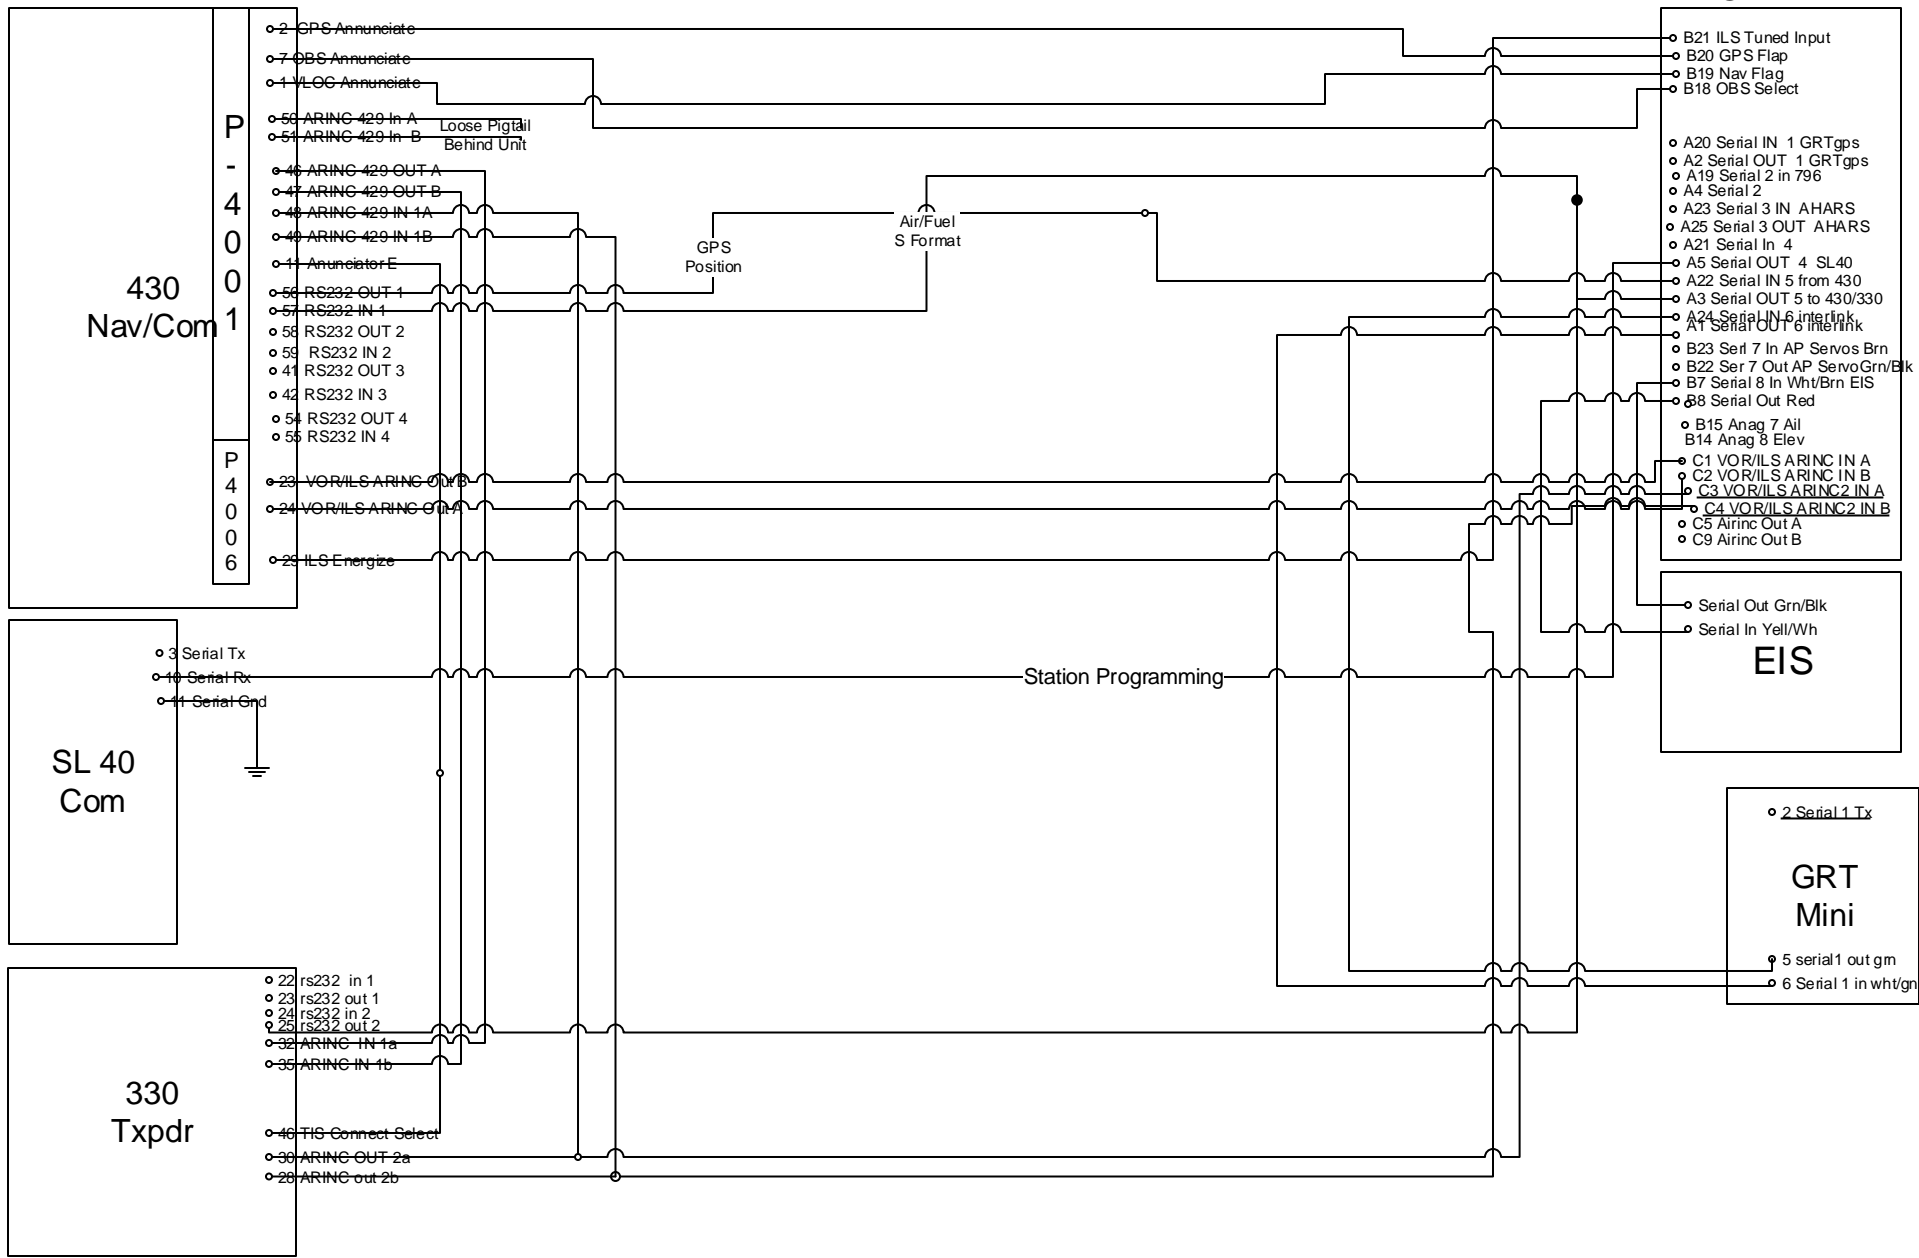 2 GPS Annunciate
7 OBS Annunciate
1 VLOC Annunciate
50 ARINC 429 In A
51 ARINC 429 In B
Loose Pigtail
Behind Unit
46 ARINC 429 OUT A
47 ARINC 429 OUT B
48 ARINC 429 IN 1A
49 ARINC 429 IN 1B
11 Anunciator E
56 RS232 OUT 1
57 RS232 IN 1
58 RS232 OUT 2
59 RS232 IN 2
41 RS232 OUT 3
42 RS232 IN 3
54 RS232 OUT 4
55 RS232 IN 4
23 VOR/ILS ARINC Out B
24 VOR/ILS ARINC Out A
29 ILS Energize
P
-
4
0
0
1
P
4
0
0
6
430
Nav/Com
GPS
Position
Air/Fuel
S Format
B21 ILS Tuned Input
B20 GPS Flap
B19 Nav Flag
B18 OBS Select
A20 Serial IN 1 GRTgps
A2 Serial OUT 1 GRTgps
A19 Serial 2 in 796
A4 Serial 2
A23 Serial 3 IN AHARS
A25 Serial 3 OUT AHARS
A21 Serial In 4
A5 Serial OUT 4 SL40
A22 Serial IN 5 from 430
A3 Serial OUT 5 to 430/330
A24 Serial IN 6 interlink
A1 Serial OUT 6 interlink
B23 Serl 7 In AP Servos Brn
B22 Ser 7 Out AP ServoGrn/Blk
B7 Serial 8 In Wht/Brn EIS
B8 Serial Out Red
B15 Anag 7 Ail
B14 Anag 8 Elev
C1 VOR/ILS ARINC IN A
C2 VOR/ILS ARINC IN B
C3 VOR/ILS ARINC2 IN A
C4 VOR/ILS ARINC2 IN B
C5 Airinc Out A
C9 Airinc Out B
Serial Out Grn/Blk
Serial In Yell/Wh
EIS
3 Serial Tx
10 Serial Rx
11 Serial Gnd
Station Programming
SL 40
Com
2 Serial 1 Tx
GRT
Mini
5 serial1 out grn
6 Serial 1 in wht/gn
22 rs232 in 1
23 rs232 out 1
24 rs232 in 2
25 rs232 out 2
32 ARINC IN 1a
35 ARINC IN 1b
330
Txpdr
46 TIS Connect Select
30 ARINC OUT 2a
28 ARINC out 2b